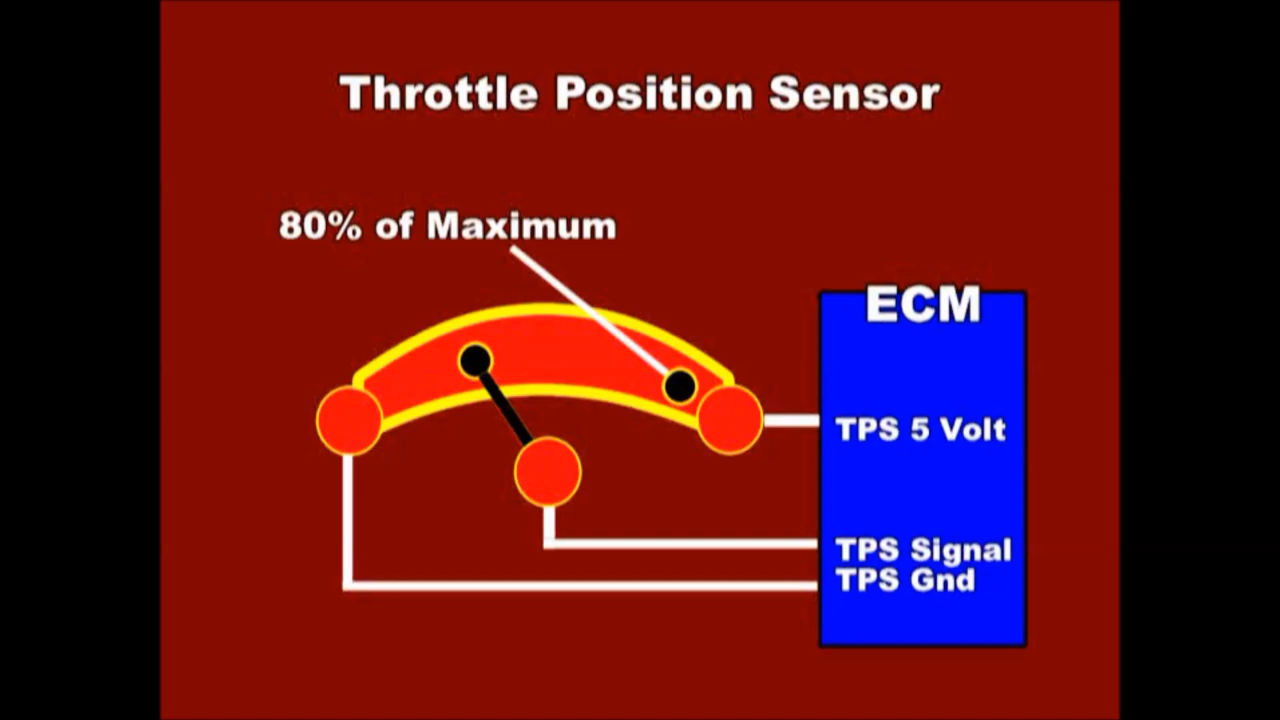 Throttle Position Sensor
80% of Maximum
ECM
TPS 5 Volt
TPS Signal
TPS Gnd